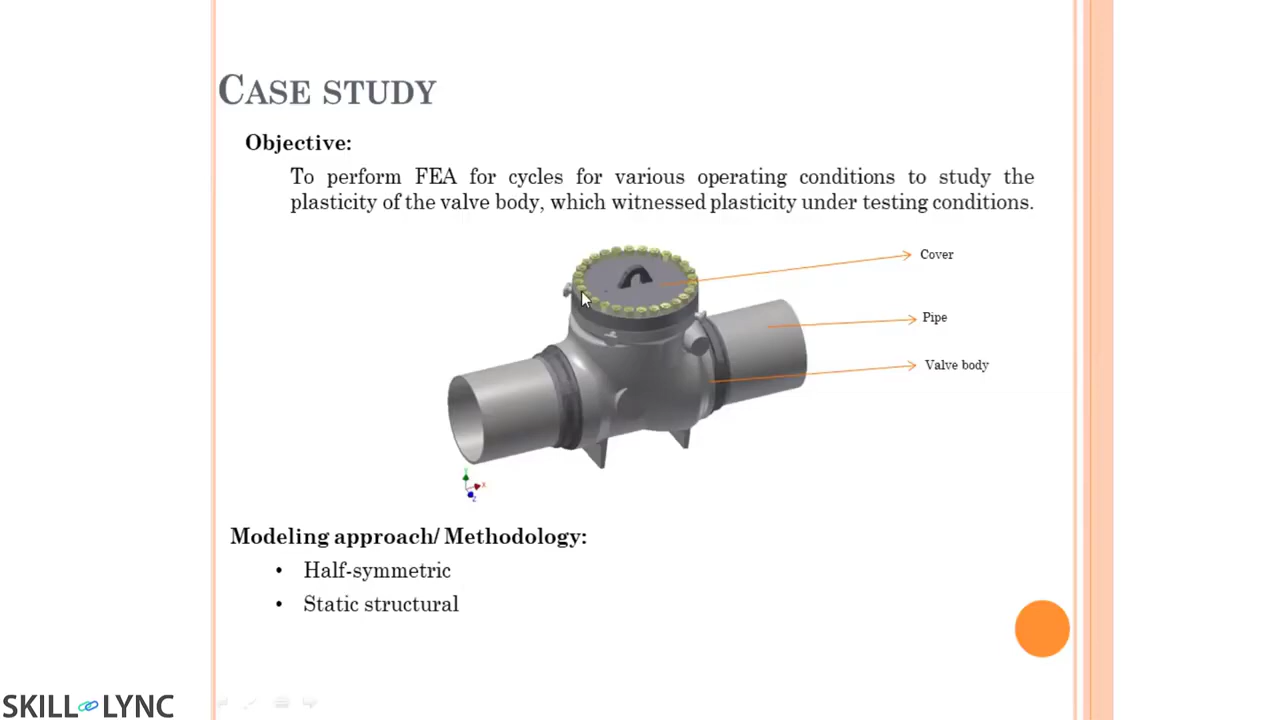 CASE STUDY
Objective:
To perform FEA for cycles for various operating conditions to study the
plasticity of the valve body, which witnessed plasticity under testing conditions.
Cover
Pipe
Valve body
Y
X
Z
Modeling approach/ Methodology:
• Half-symmetric
• Static structural
SKILL LYNC